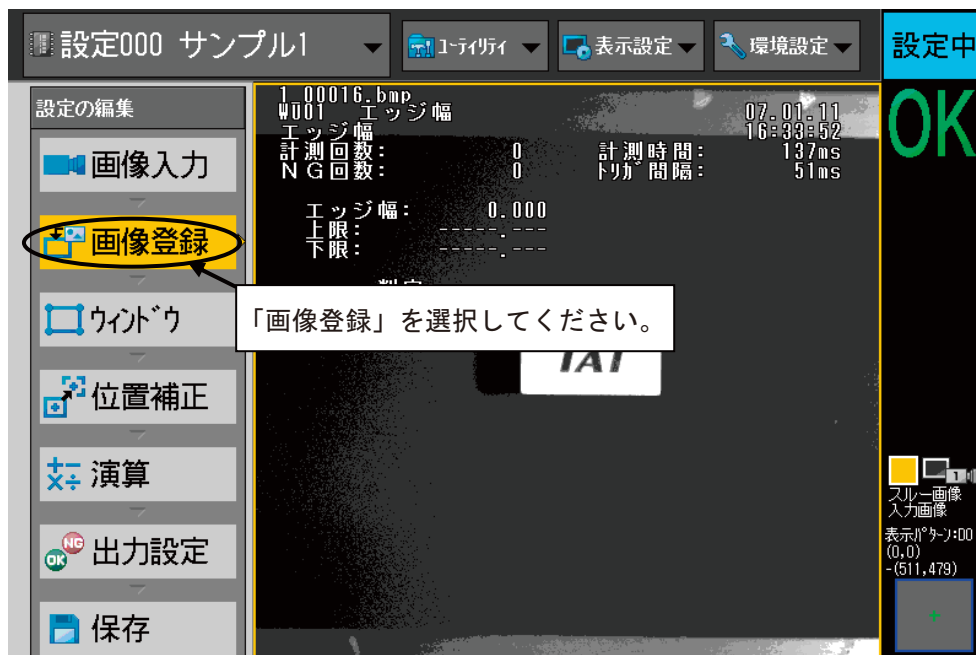 設定000 サンプル1
ユーティリティ
表示設定
環境設定
設定中
設定の編集
画像入力
画像登録
ウィンドウ
位置補正
演算
出力設定
保存
1_00016.bmp
W001 エッジ幅
07.01.11
エッジ幅
16:33:52
計測回数: 0 計測時間: 137ms
NG回数: 0 トリガ間隔: 51ms
エッジ幅: 0.000
上限: -----.---
下限: -----.---
「画像登録」を選択してください。
IAI
OK
1
スルー画像
入力画像
表示パターン:00
(0,0)
-(511,479)
NG
OK